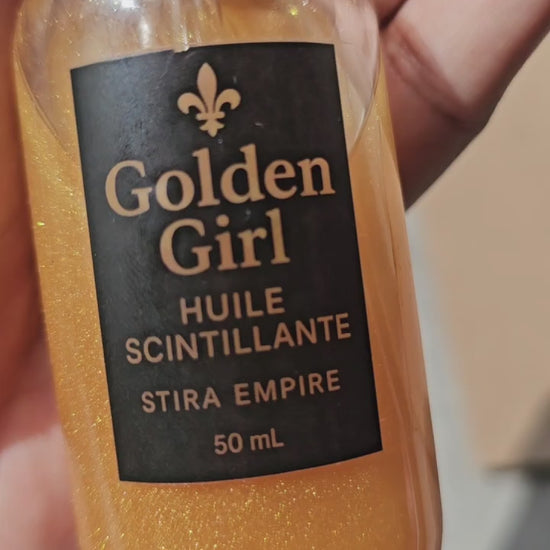 Golden
Girl
HUILE
SCINTILLANTE
STIRA EMPIRE
50 mL